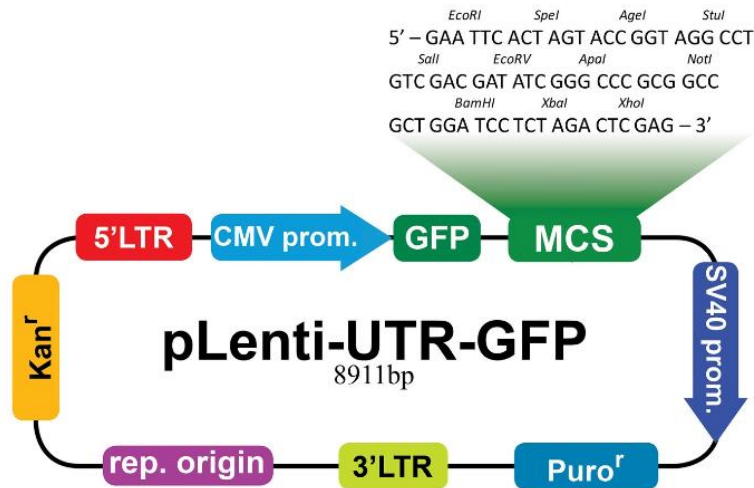 EcoRI SpeI AgeI StuI
5’ – GAA TTC ACT AGT ACC GGT AGG CCT
SalI EcoRV ApaI NotI
GTC GAC GAT ATC GGG CCC GCG GCC
BamHI XbaI XhoI
GCT GGA TCC TCT AGA CTC GAG – 3’
5’LTR CMV prom. GFP MCS
SV40 prom.
Kanʳ
pLenti-UTR-GFP
8911bp
rep. origin 3’LTR Puroʳ